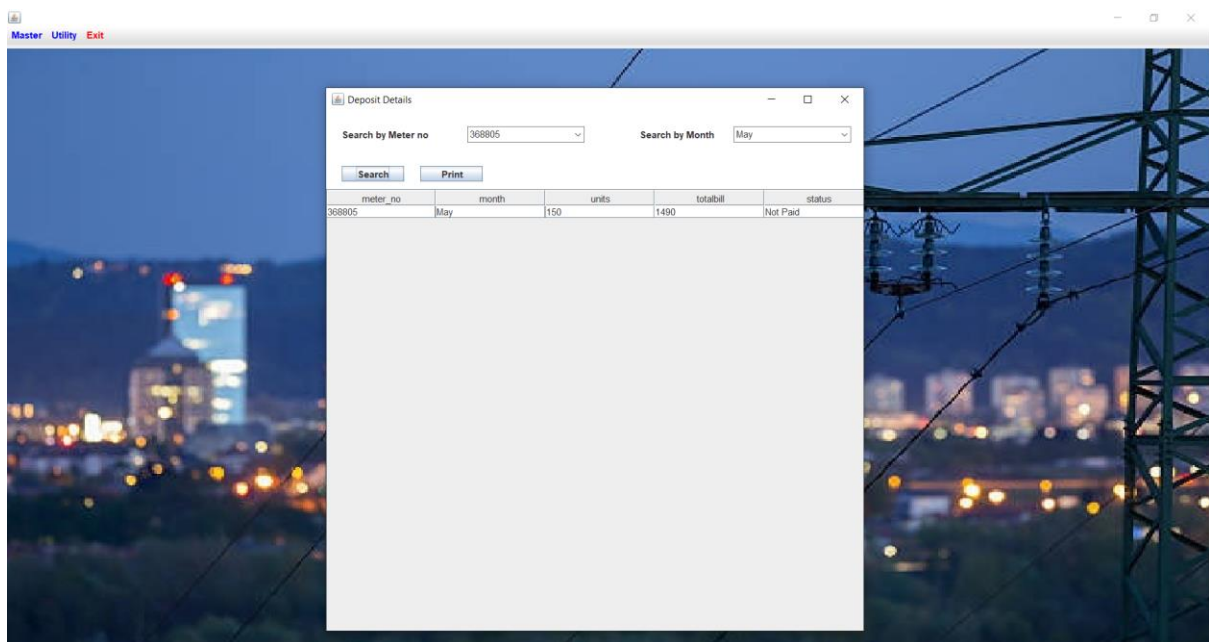 Master Utility Exit
Deposit Details
Search by Meter no 368805 Search by Month May
Search Print
meter_no month units totalbill status
368805 May 150 1490 Not Paid